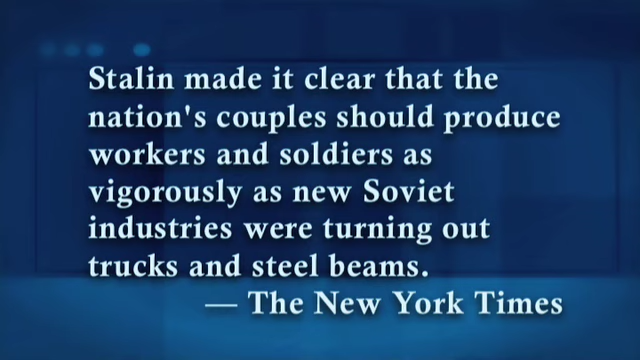 Stalin made it clear that the
nation's couples should produce
workers and soldiers as
vigorously as new Soviet
industries were turning out
trucks and steel beams.
— The New York Times